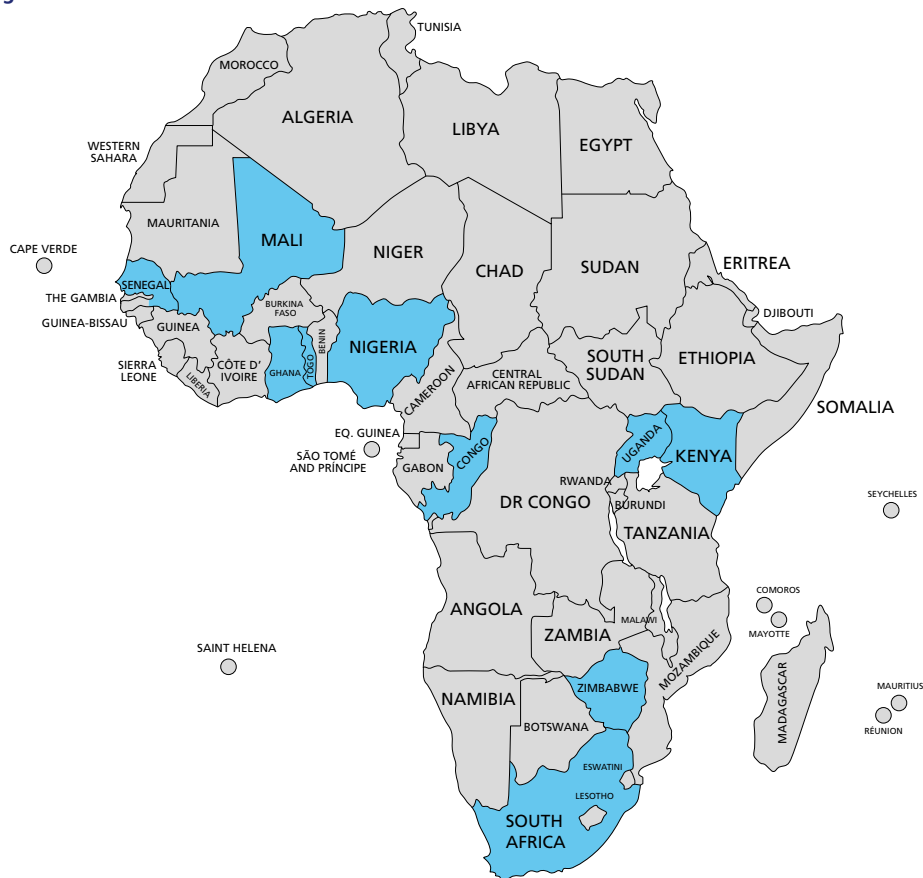 TUNISIA
MOROCCO
ALGERIA
LIBYA
EGYPT
WESTERN
SAHARA
MAURITANIA
MALI
NIGER
CHAD
SUDAN
ERITREA
CAPE VERDE
SENEGAL
THE GAMBIA
GUINEA-BISSAU
GUINEA
BURKINA
FASO
DJIBOUTI
SIERRA
LEONE
LIBERIA
CÔTE D'
IVOIRE
GHANA
TOGO
BENIN
NIGERIA
CAMEROON
CENTRAL
AFRICAN REPUBLIC
SOUTH
SUDAN
ETHIOPIA
SOMALIA
EQ. GUINEA
SÃO TOMÉ
AND PRÍNCIPE
GABON
CONGO
DR CONGO
UGANDA
KENYA
RWANDA
BURUNDI
TANZANIA
SEYCHELLES
COMOROS
MAYOTTE
ANGOLA
ZAMBIA
MALAWI
MOZAMBIQUE
SAINT HELENA
NAMIBIA
ZIMBABWE
BOTSWANA
MADAGASCAR
MAURITIUS
RÉUNION
ESWATINI
LESOTHO
SOUTH
AFRICA